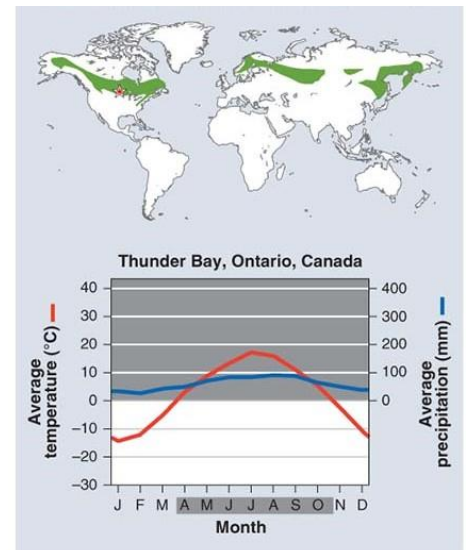 Thunder Bay, Ontario, Canada
Average
temperature (°C)
40
30
20
10
0
−10
−20
−30
400
300
200
100
0
Average
precipitation (mm)
J F M A M J J A S O N D
Month